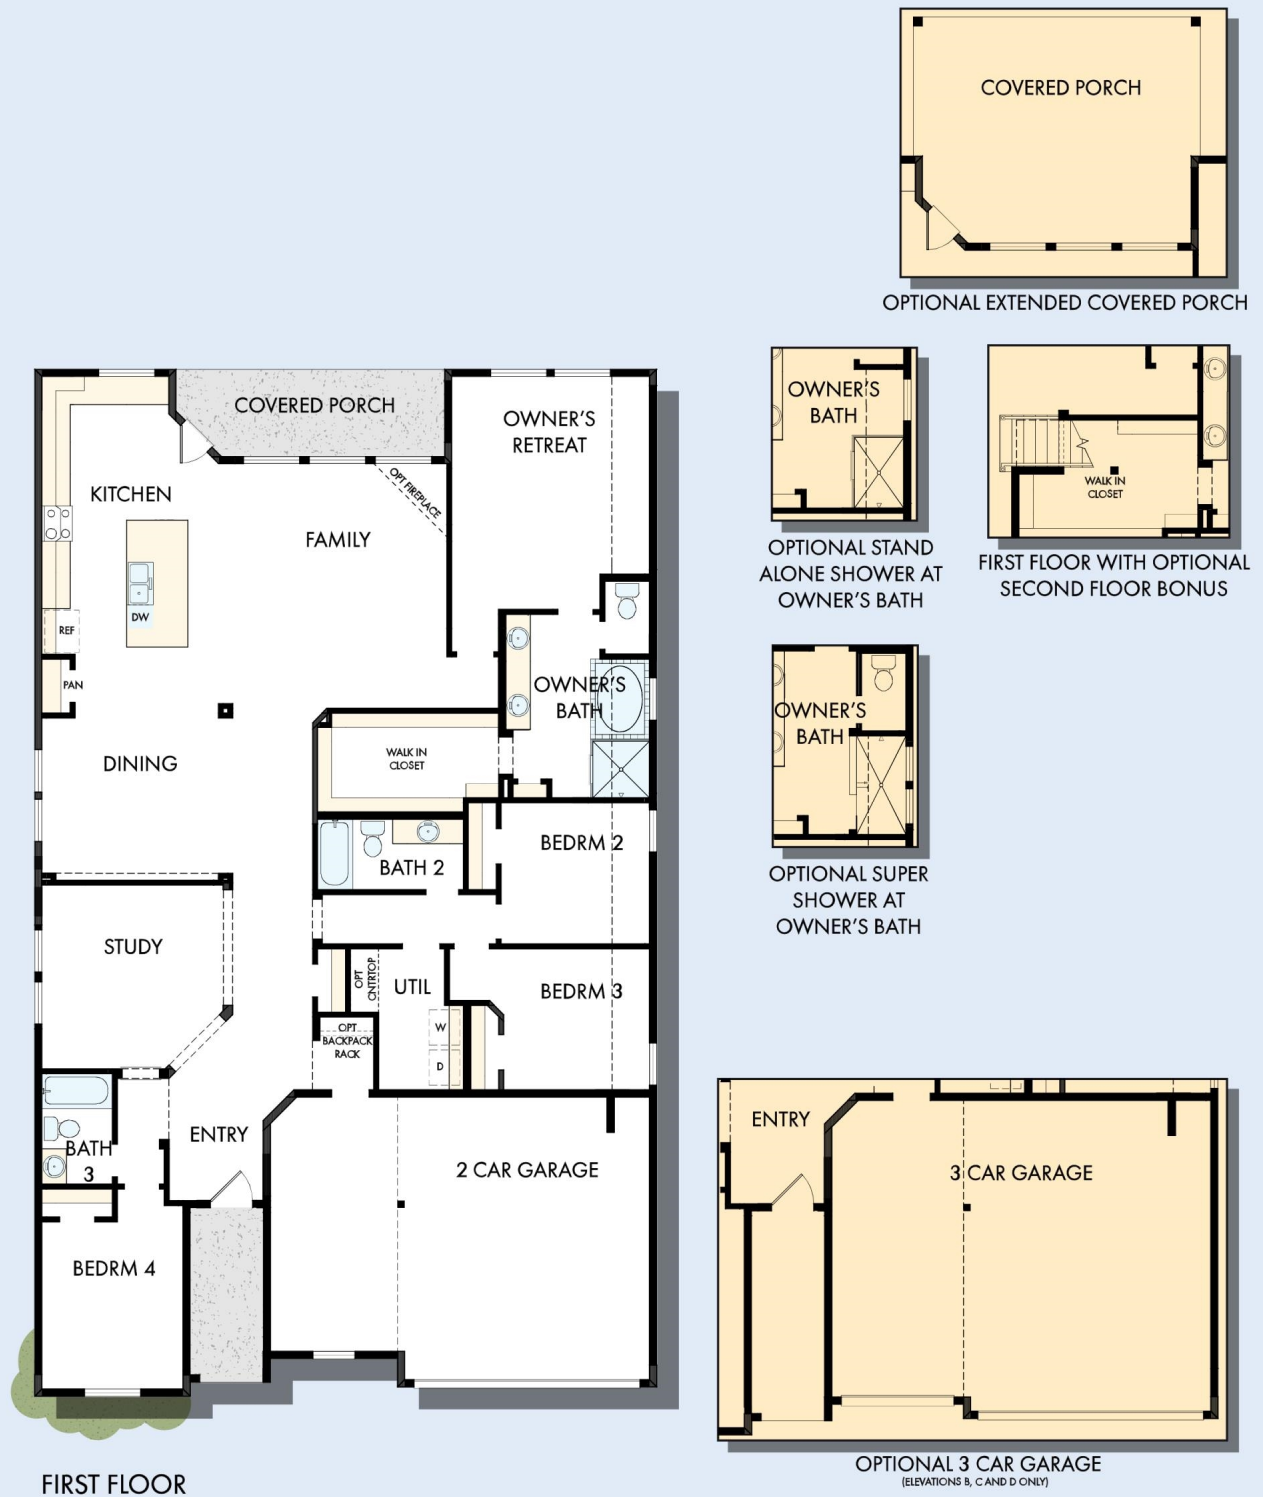 COVERED PORCH
OPTIONAL EXTENDED COVERED PORCH
COVERED PORCH
OWNER'S
RETREAT
KITCHEN
OPT FIREPLACE
FAMILY
DW
REF
PAN
OWNER'S
BATH
DINING
WALK IN
CLOSET
BEDRM 2
BATH 2
STUDY
OPT
CNTRTOP
UTIL
BEDRM 3
W
D
OPT
BACKPACK
RACK
ENTRY
BATH
3
2 CAR GARAGE
BEDRM 4
FIRST FLOOR
OWNER'S
BATH
OPTIONAL STAND
ALONE SHOWER AT
OWNER'S BATH
WALK IN
CLOSET
FIRST FLOOR WITH OPTIONAL
SECOND FLOOR BONUS
OWNER'S
BATH
OPTIONAL SUPER
SHOWER AT
OWNER'S BATH
ENTRY
3 CAR GARAGE
OPTIONAL 3 CAR GARAGE
(ELEVATIONS B, C AND D ONLY)